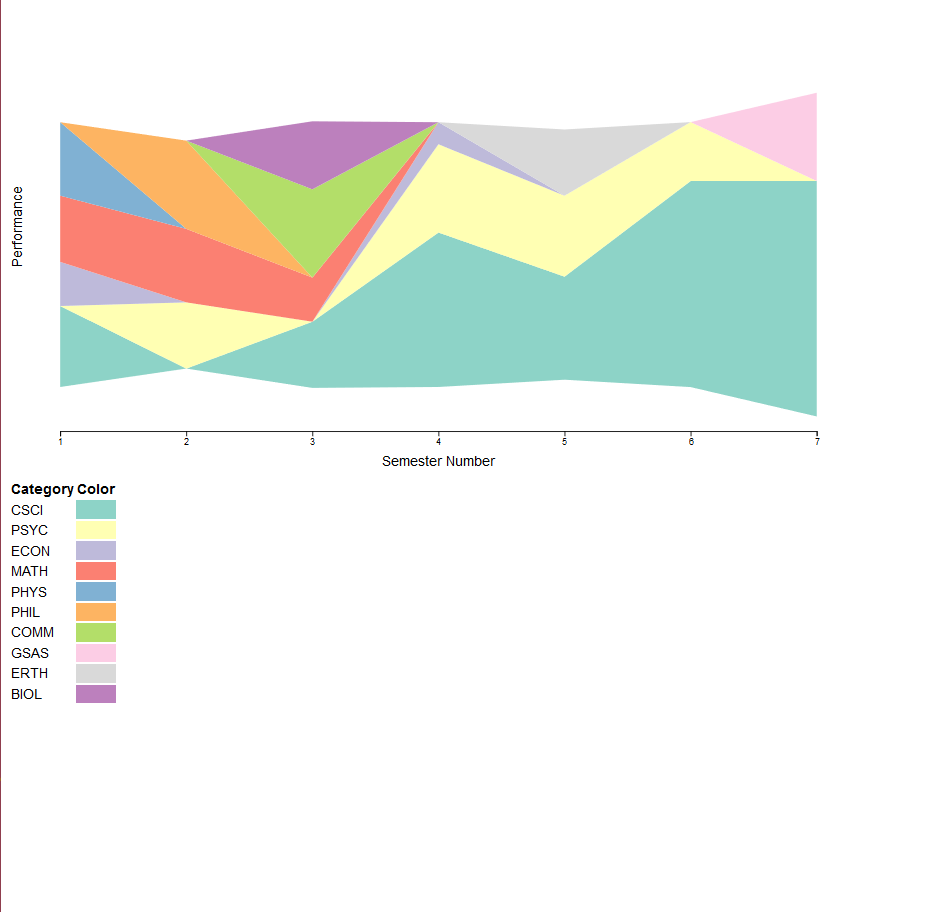 Performance
1 2 3 4 5 6 7
Semester Number
Category Color
CSCI
PSYC
ECON
MATH
PHYS
PHIL
COMM
GSAS
ERTH
BIOL